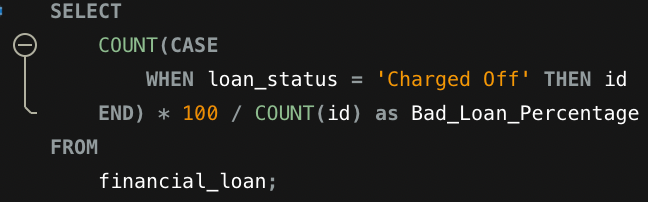 SELECT
COUNT(CASE
WHEN loan_status = 'Charged Off' THEN id
END) * 100 / COUNT(id) as Bad_Loan_Percentage
FROM
financial_loan;